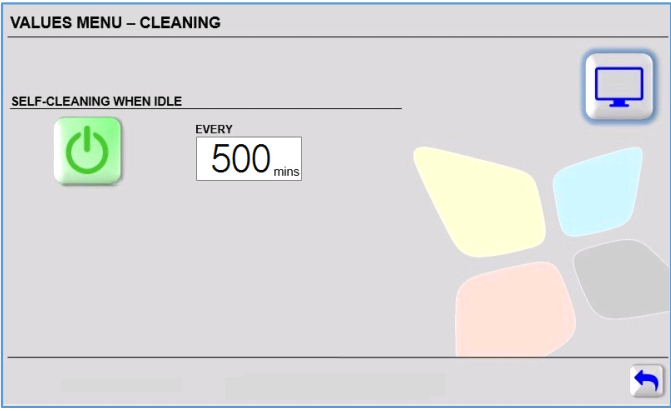 VALUES MENU – CLEANING
SELF-CLEANING WHEN IDLE
EVERY
500 mins